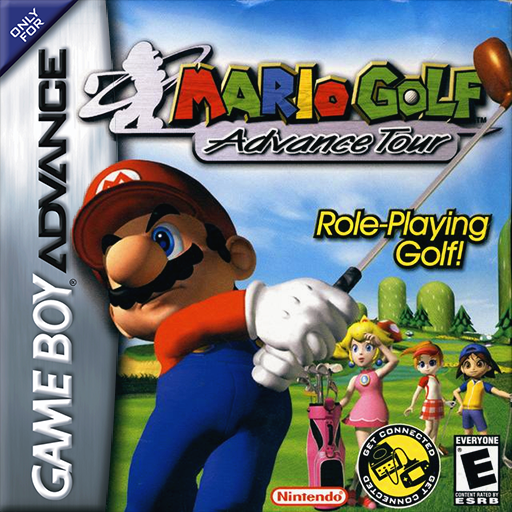 ONLY
FOR
GAME BOY ADVANCE
MARIO GOLF™
Advance Tour
Role-Playing
Golf!
M
GET CONNECTED
GET CONNECTED
Nintendo®
EVERYONE
E
CONTENT RATED BY
ESRB